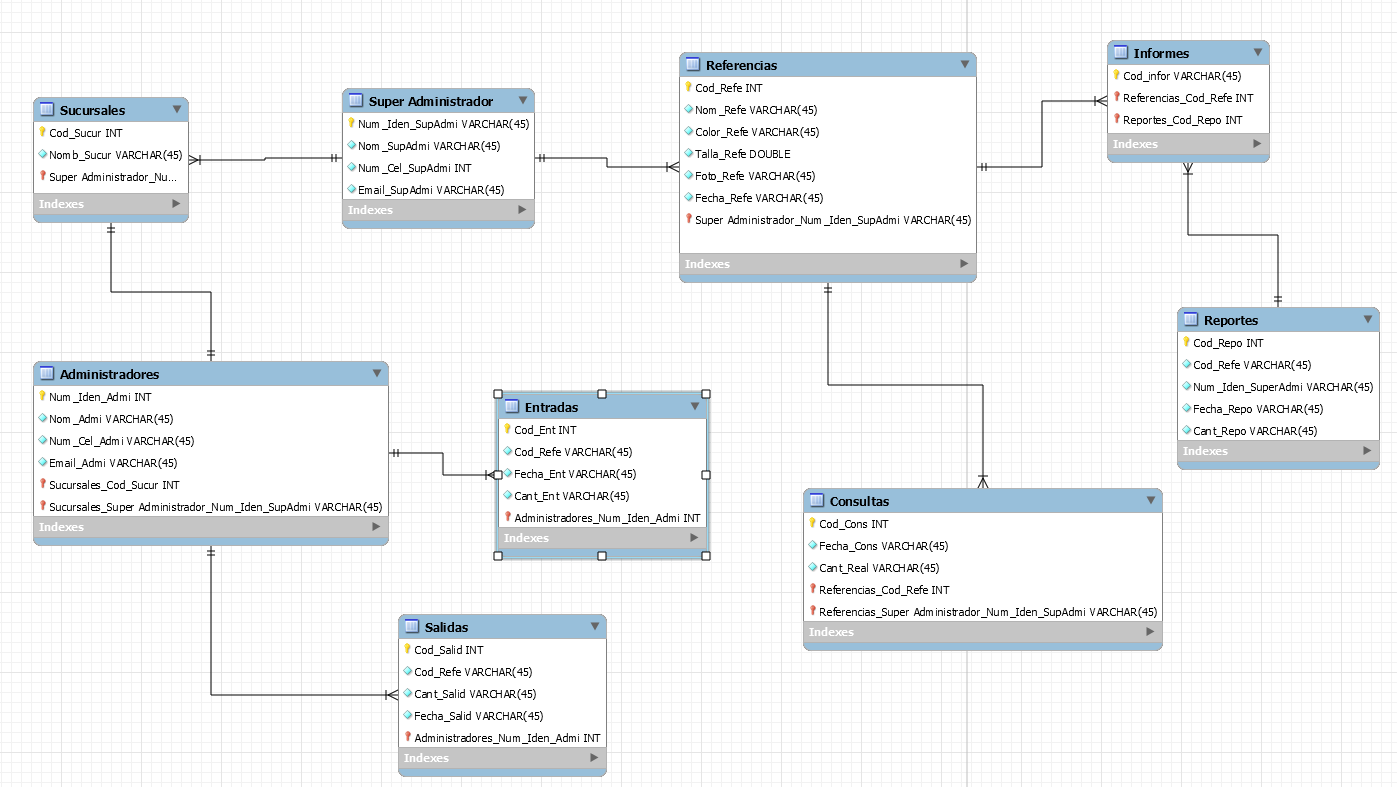 Sucursales
Cod_Sucur INT
Nomb_Sucur VARCHAR(45)
Super Administrador_Nu...
Indexes
Super Administrador
Num_Iden_SupAdmi VARCHAR(45)
Nom_SupAdmi VARCHAR(45)
Num_Cel_SupAdmi INT
Email_SupAdmi VARCHAR(45)
Indexes
Referencias
Cod_Refe INT
Nom_Refe VARCHAR(45)
Color_Refe VARCHAR(45)
Talla_Refe DOUBLE
Foto_Refe VARCHAR(45)
Fecha_Refe VARCHAR(45)
Super Administrador_Num_Iden_SupAdmi VARCHAR(45)
Indexes
Informes
Cod_infor VARCHAR(45)
Referencias_Cod_Refe INT
Reportes_Cod_Repo INT
Indexes
Reportes
Cod_Repo INT
Cod_Refe VARCHAR(45)
Num_Iden_SuperAdmi VARCHAR(45)
Fecha_Repo VARCHAR(45)
Cant_Repo VARCHAR(45)
Indexes
Administradores
Num_Iden_Admi INT
Nom_Admi VARCHAR(45)
Num_Cel_Admi VARCHAR(45)
Email_Admi VARCHAR(45)
Sucursales_Cod_Sucur INT
Sucursales_Super Administrador_Num_Iden_SupAdmi VARCHAR(45)
Indexes
Entradas
Cod_Ent INT
Cod_Refe VARCHAR(45)
Fecha_Ent VARCHAR(45)
Cant_Ent VARCHAR(45)
Administradores_Num_Iden_Admi INT
Indexes
Consultas
Cod_Cons INT
Fecha_Cons VARCHAR(45)
Cant_Real VARCHAR(45)
Referencias_Cod_Refe INT
Referencias_Super Administrador_Num_Iden_SupAdmi VARCHAR(45)
Indexes
Salidas
Cod_Salid INT
Cod_Refe VARCHAR(45)
Cant_Salid VARCHAR(45)
Fecha_Salid VARCHAR(45)
Administradores_Num_Iden_Admi INT
Indexes